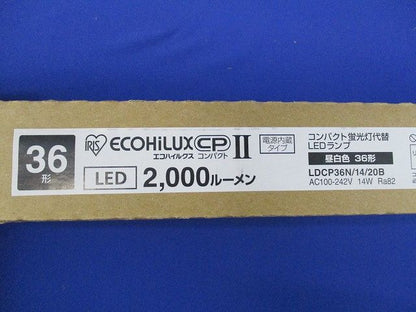 36
形
IRIS ECOHiLUX CP II
エコハイルクス コンパクト
電源内蔵
タイプ
LED 2,000ルーメン
コンパクト蛍光灯代替
LEDランプ
昼白色 36形
LDCP36N/14/20B
AC100-242V 14W Ra82